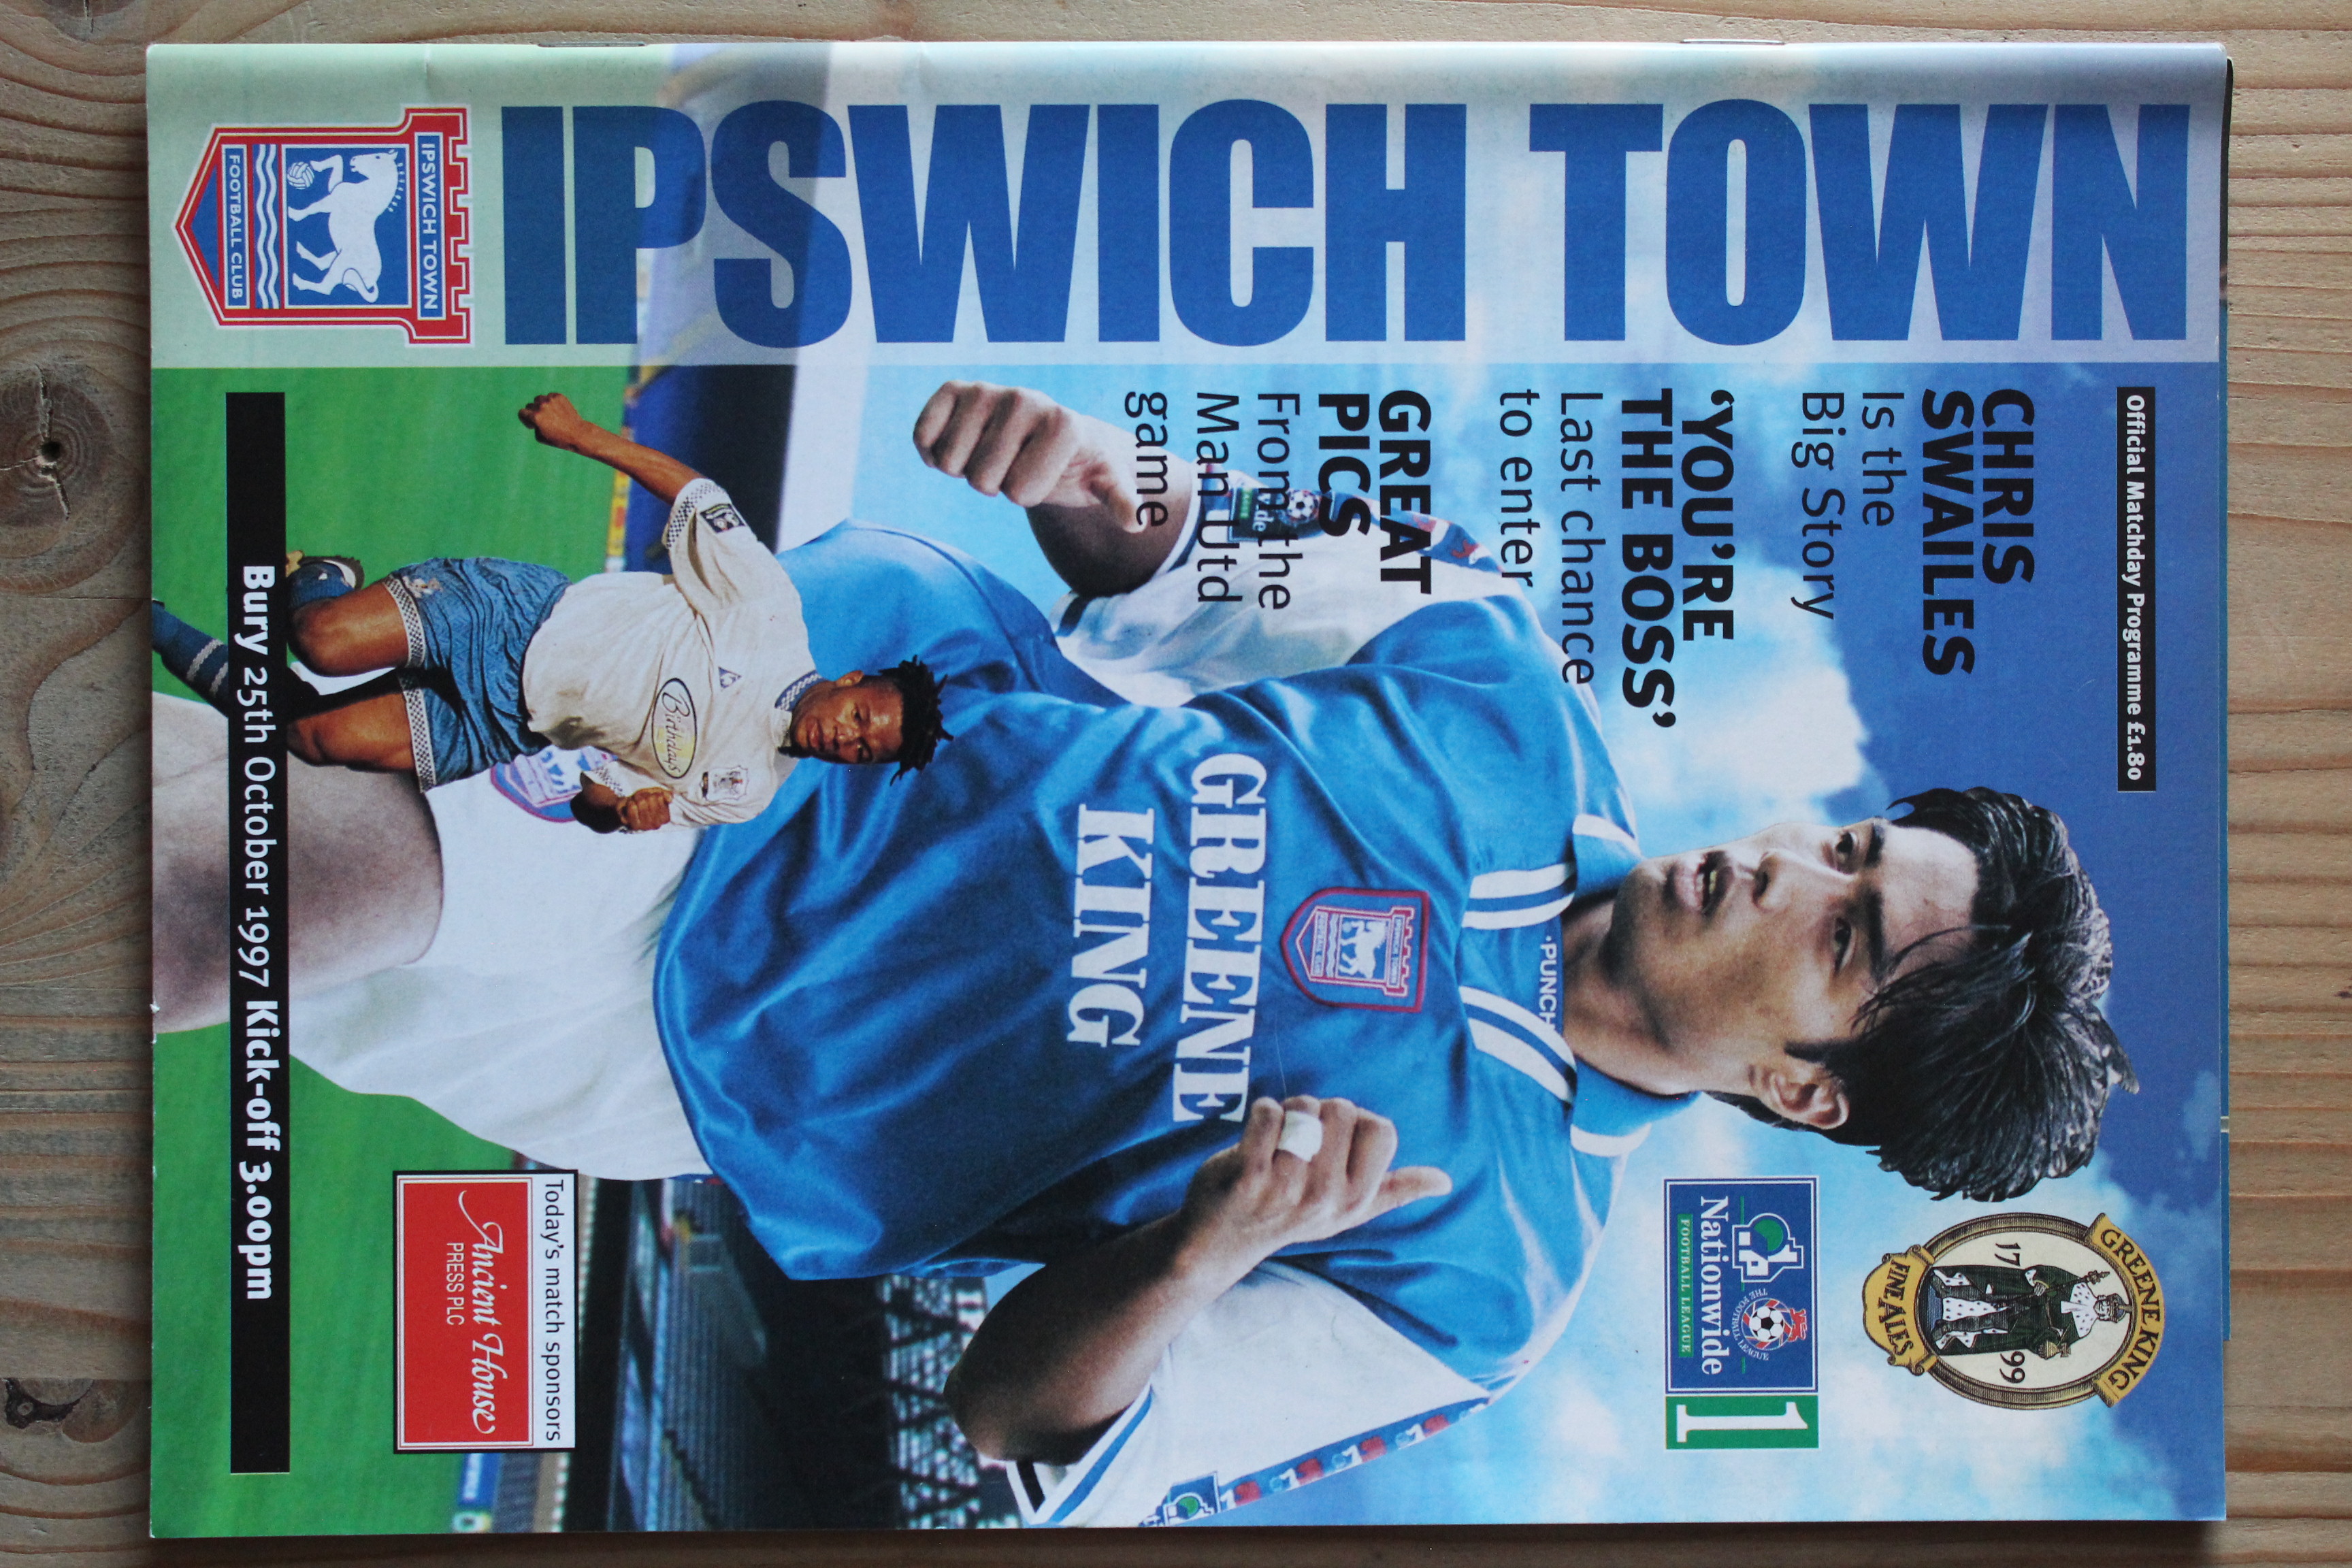 IPSWICH TOWN
IPSWICH TOWN
FOOTBALL CLUB
Official Matchday Programme £1.80
CHRIS
SWAILES
Is the
Big Story
'YOU'RE
THE BOSS'
Last chance
to enter
GREAT
PICS
From the
Man Utd
game
GREENE KING
17 99
FINE ALES
Nationwide
FOOTBALL LEAGUE
THE FOOTBALL LEAGUE
1
PUNCH
GREENE
KING
Birthdays
Today's match sponsors
Ancient House
PRESS PLC
Bury 25th October 1997 Kick-off 3.00pm